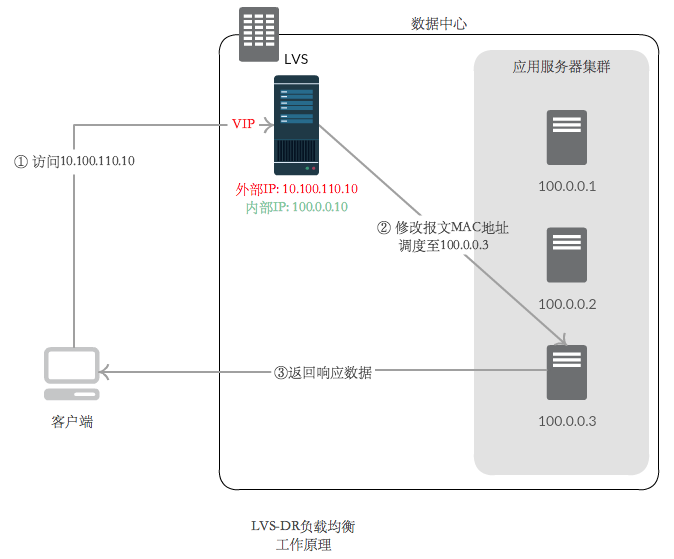 数据中心
LVS
应用服务器集群
VIP
① 访问10.100.110.10
100.0.0.1
外部IP: 10.100.110.10
内部IP: 100.0.0.10
② 修改报文MAC地址
调度至100.0.0.3
100.0.0.2
③返回响应数据
客户端
100.0.0.3
LVS-DR负载均衡
工作原理